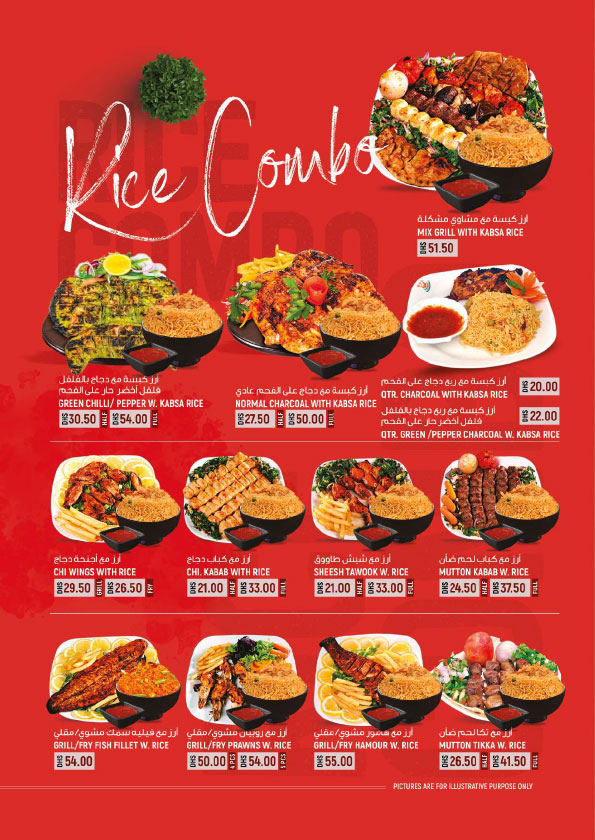 RICE
COMBO
Rice Combo
أرز كبسة مع مشاوي مشكلة
MIX GRILL WITH KABSA RICE
DHS 51.50
أرز كبسة مع دجاج بالفلفل
فلفل أخضر حار على الفحم
GREEN CHILLI/ PEPPER W. KABSA RICE
DHS 30.50 HALF DHS 54.00 FULL
أرز كبسة مع دجاج على الفحم عادي
NORMAL CHARCOAL WITH KABSA RICE
DHS 27.50 HALF DHS 50.00 FULL
أرز كبسة مع ربع دجاج على الفحم
QTR. CHARCOAL WITH KABSA RICE
DHS 20.00
أرز كبسة مع ربع دجاج بالفلفل
فلفل أخضر حار على الفحم
QTR. GREEN /PEPPER CHARCOAL W. KABSA RICE
DHS 22.00
أرز مع أجنحة دجاج
CHI WINGS WITH RICE
DHS 29.50 GRILL DHS 26.50 FRY
أرز مع كباب دجاج
CHI. KABAB WITH RICE
DHS 21.00 HALF DHS 33.00 FULL
أرز مع شيش طاووق
SHEESH TAWOOK W. RICE
DHS 21.00 HALF DHS 33.00 FULL
أرز مع كباب لحم ضأن
MUTTON KABAB W. RICE
DHS 24.50 HALF DHS 37.50 FULL
أرز مع فيليه سمك مشوي/مقلي
GRILL/FRY FISH FILLET W. RICE
DHS 54.00
أرز مع روبيان مشوي/مقلي
GRILL/FRY PRAWNS W. RICE
DHS 50.00 DHS 54.00
أرز مع هامور مشوي/مقلي
GRILL/FRY HAMOUR W. RICE
DHS 55.00
أرز مع تكا لحم ضأن
MUTTON TIKKA W. RICE
DHS 26.50 HALF DHS 41.50 FULL
PICTURES ARE FOR ILLUSTRATIVE PURPOSE ONLY